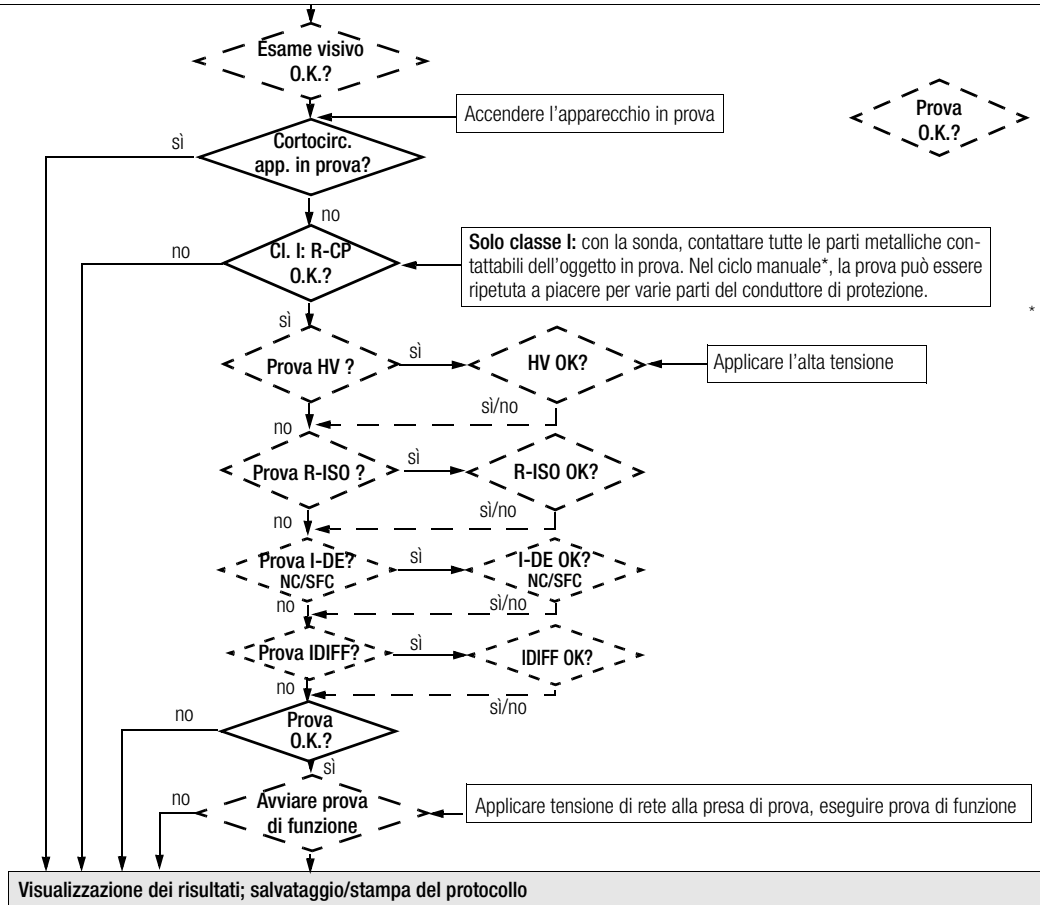 Esame visivo
O.K.?
Accendere l'apparecchio in prova
Prova
O.K.?
sì
Cortocirc.
app. in prova?
no
no
Cl. I: R-CP
O.K.?
Solo classe I: con la sonda, contattare tutte le parti metalliche con-
tattabili dell'oggetto in prova. Nel ciclo manuale*, la prova può essere
ripetuta a piacere per varie parti del conduttore di protezione.
*
sì
Prova HV ?
sì
HV OK?
Applicare l'alta tensione
sì/no
no
Prova R-ISO ?
sì
R-ISO OK?
sì/no
no
Prova I-DE?
NC/SFC
sì
I-DE OK?
NC/SFC
sì/no
no
Prova IDIFF?
sì
IDIFF OK?
no
sì/no
no
Prova
O.K.?
sì
no
Avviare prova
di funzione
Applicare tensione di rete alla presa di prova, eseguire prova di funzione
Visualizzazione dei risultati; salvataggio/stampa del protocollo